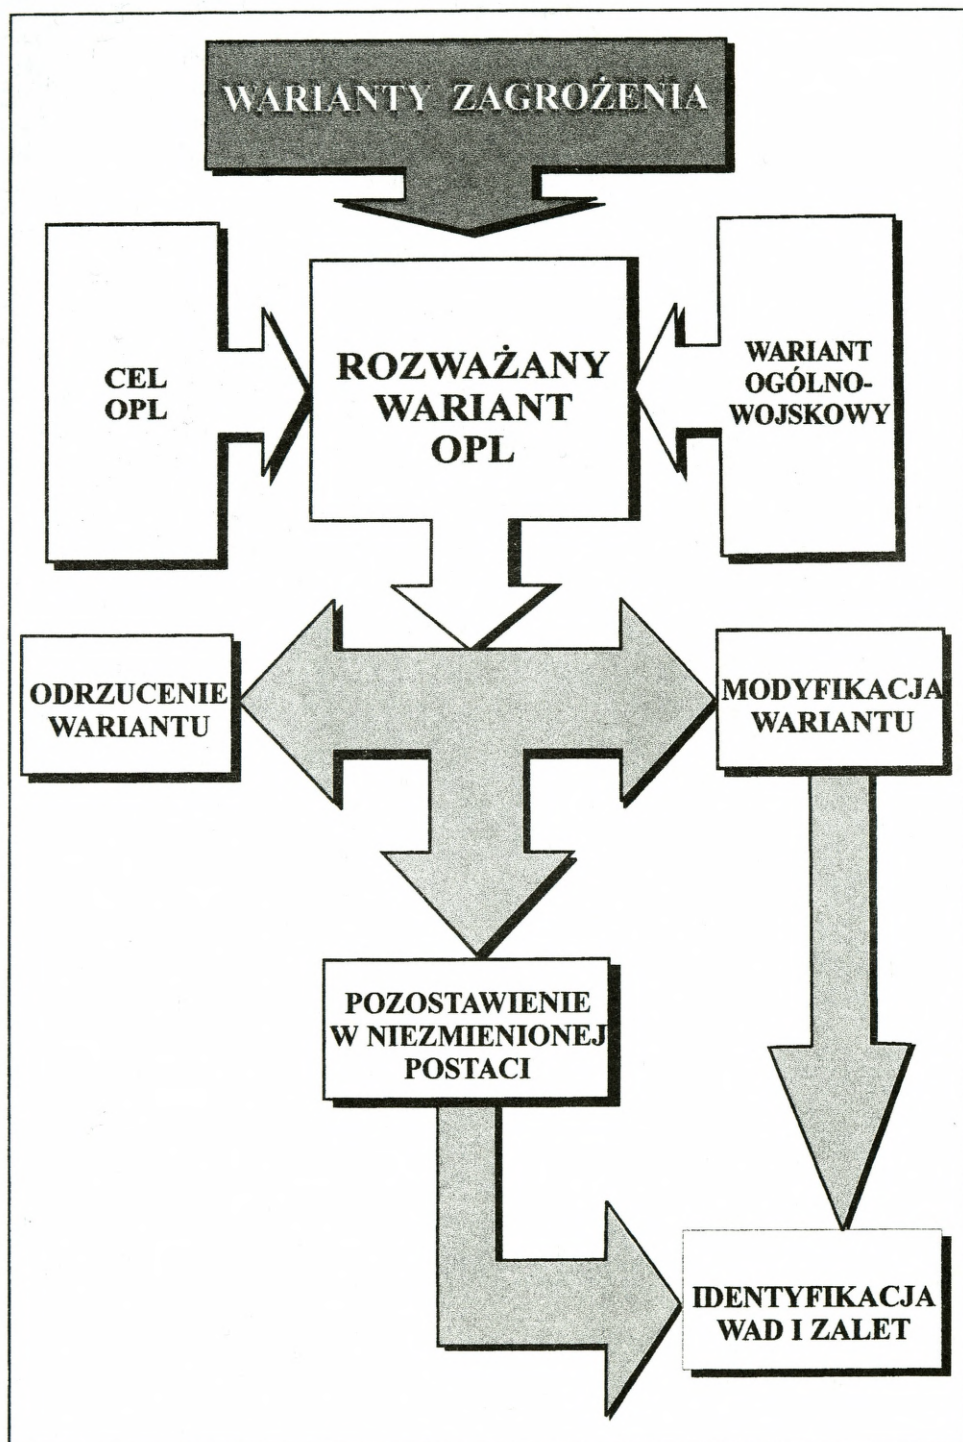 WARIANTY ZAGROŻENIA
CEL
OPL
ROZWAŻANY
WARIANT
OPL
WARIANT
OGÓLNO-
WOJSKOWY
ODRZUCENIE
WARIANTU
MODYFIKACJA
WARIANTU
POZOSTAWIENIE
W NIEZMIENIONEJ
POSTACI
IDENTYFIKACJA
WAD I ZALET